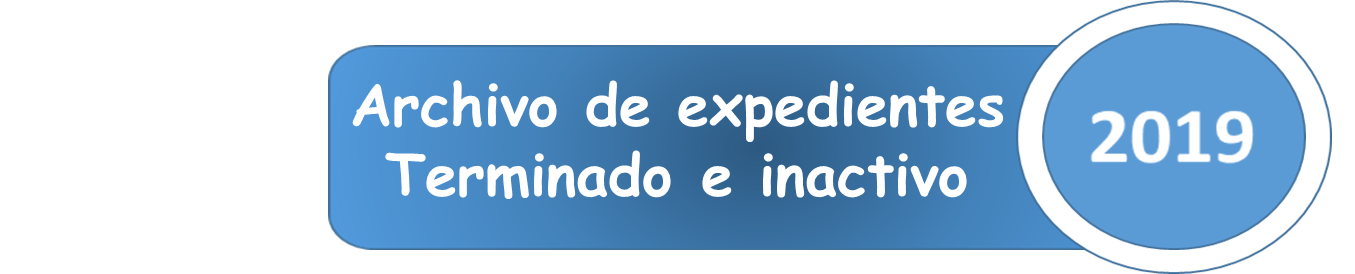 Archivo de expedientes
Terminado e inactivo
2019